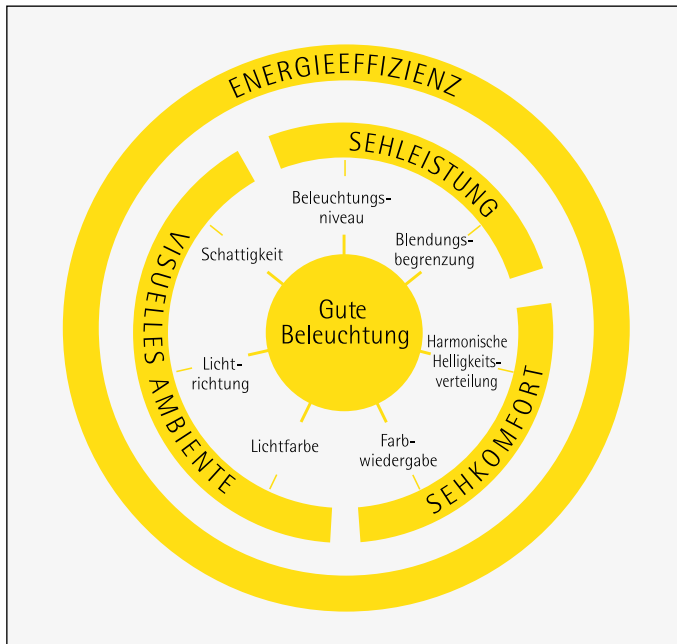 ENERGIEEFFIZIENZ
SEHLEISTUNG
Beleuchtungs-
niveau
Blendungs-
begrenzung
Schattigkeit
VISUELLES AMBIENTE
Gute
Beleuchtung
Harmonische
Helligkeits-
verteilung
Licht-
richtung
Lichtfarbe
Farb-
wiedergabe
SEHKOMFORT